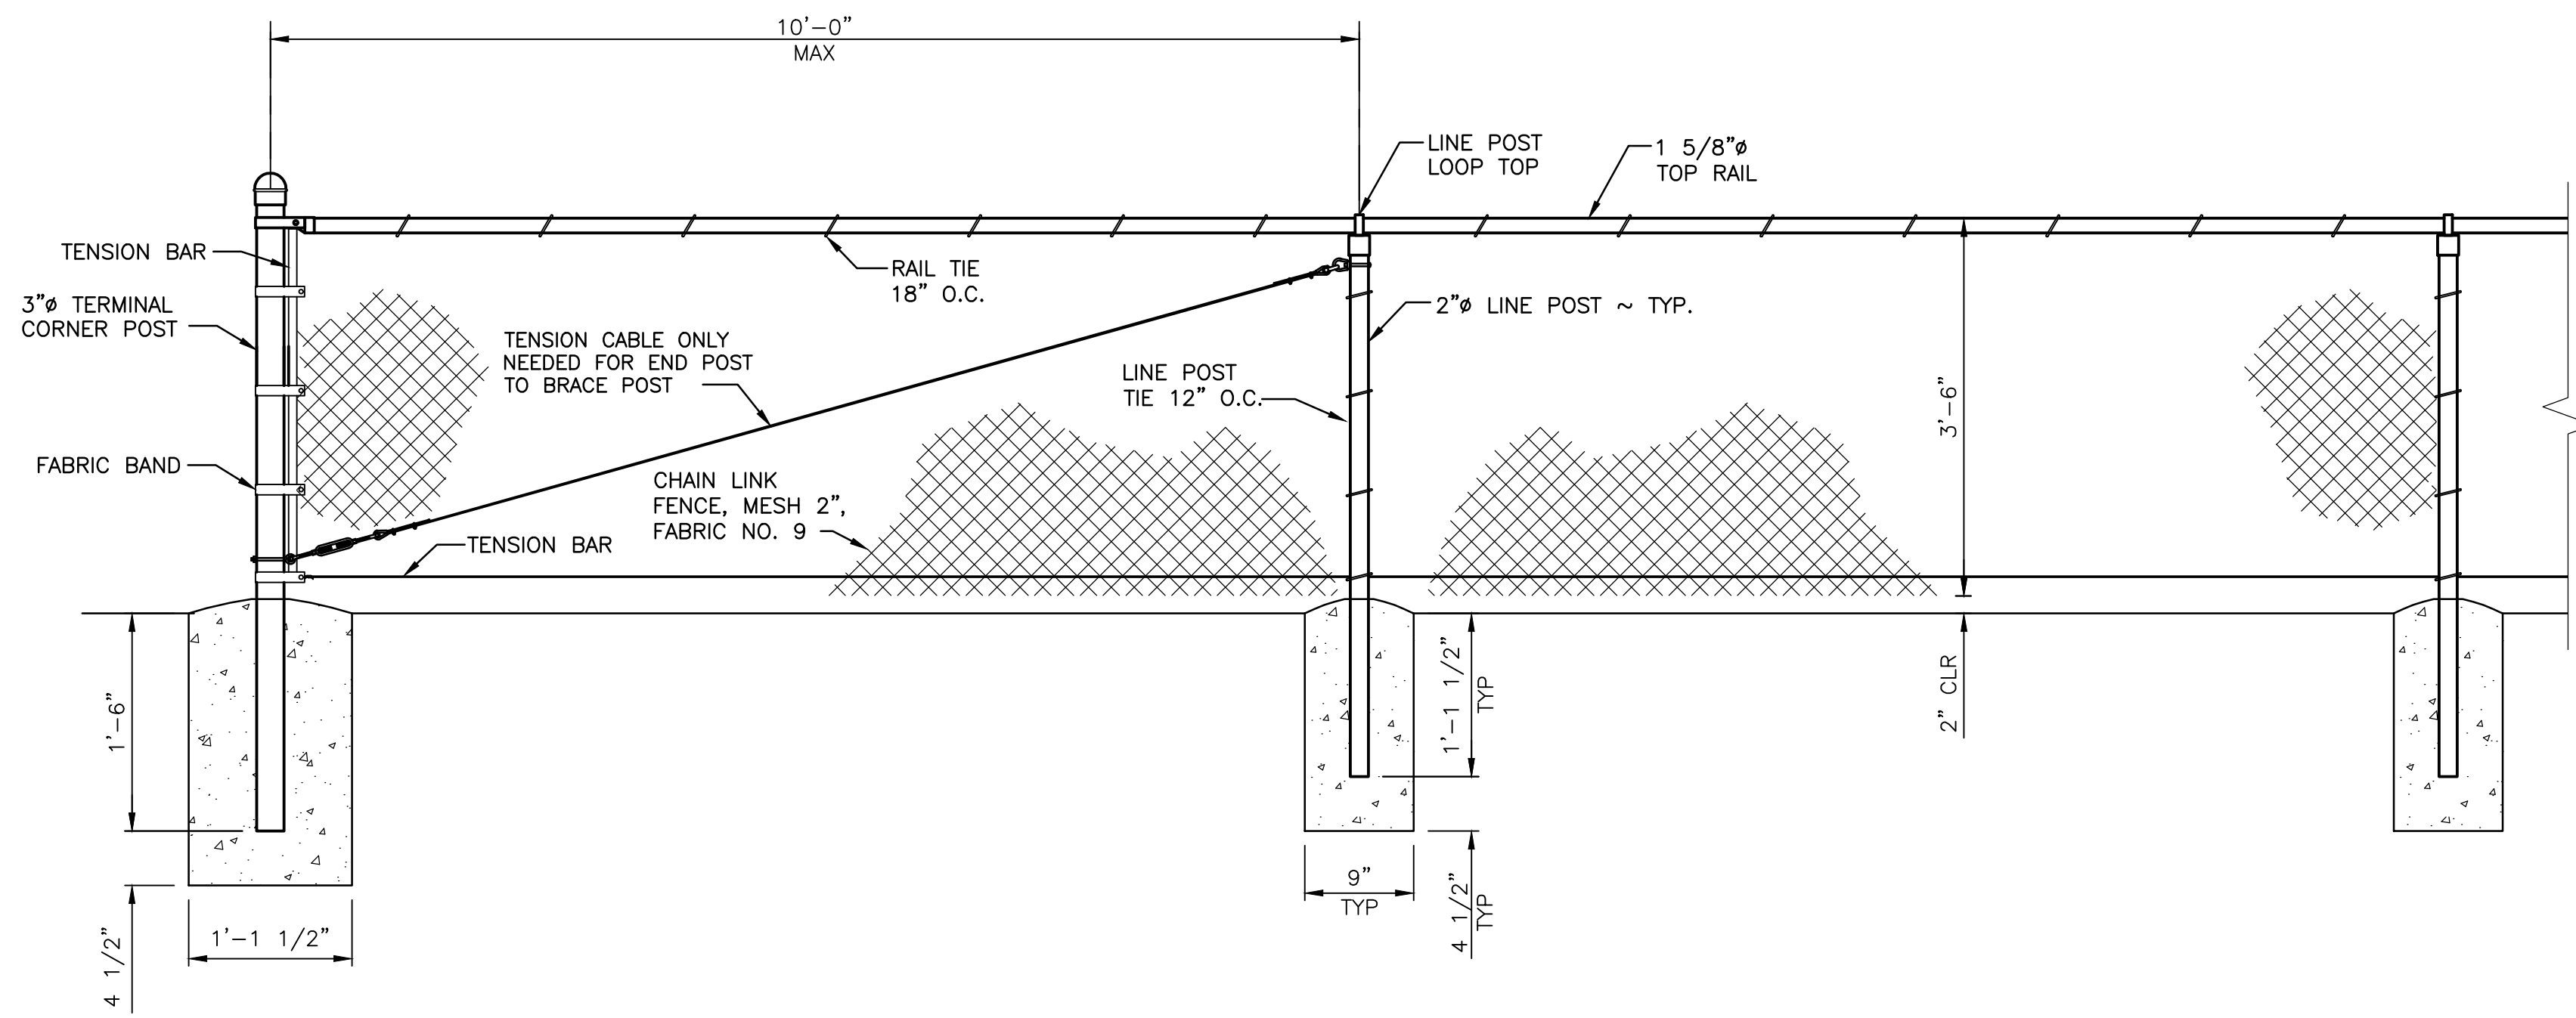 10'-0"
MAX
LINE POST
LOOP TOP
1 5/8"ø
TOP RAIL
TENSION BAR
RAIL TIE
18" O.C.
3"ø TERMINAL
CORNER POST
2"ø LINE POST ~ TYP.
TENSION CABLE ONLY
NEEDED FOR END POST
TO BRACE POST
LINE POST
TIE 12" O.C.
3'-6"
FABRIC BAND
CHAIN LINK
FENCE, MESH 2",
FABRIC NO. 9
TENSION BAR
1'-6"
1'-1 1/2"
TYP
2" CLR
9"
TYP
4 1/2"
TYP
1'-1 1/2"
4 1/2"